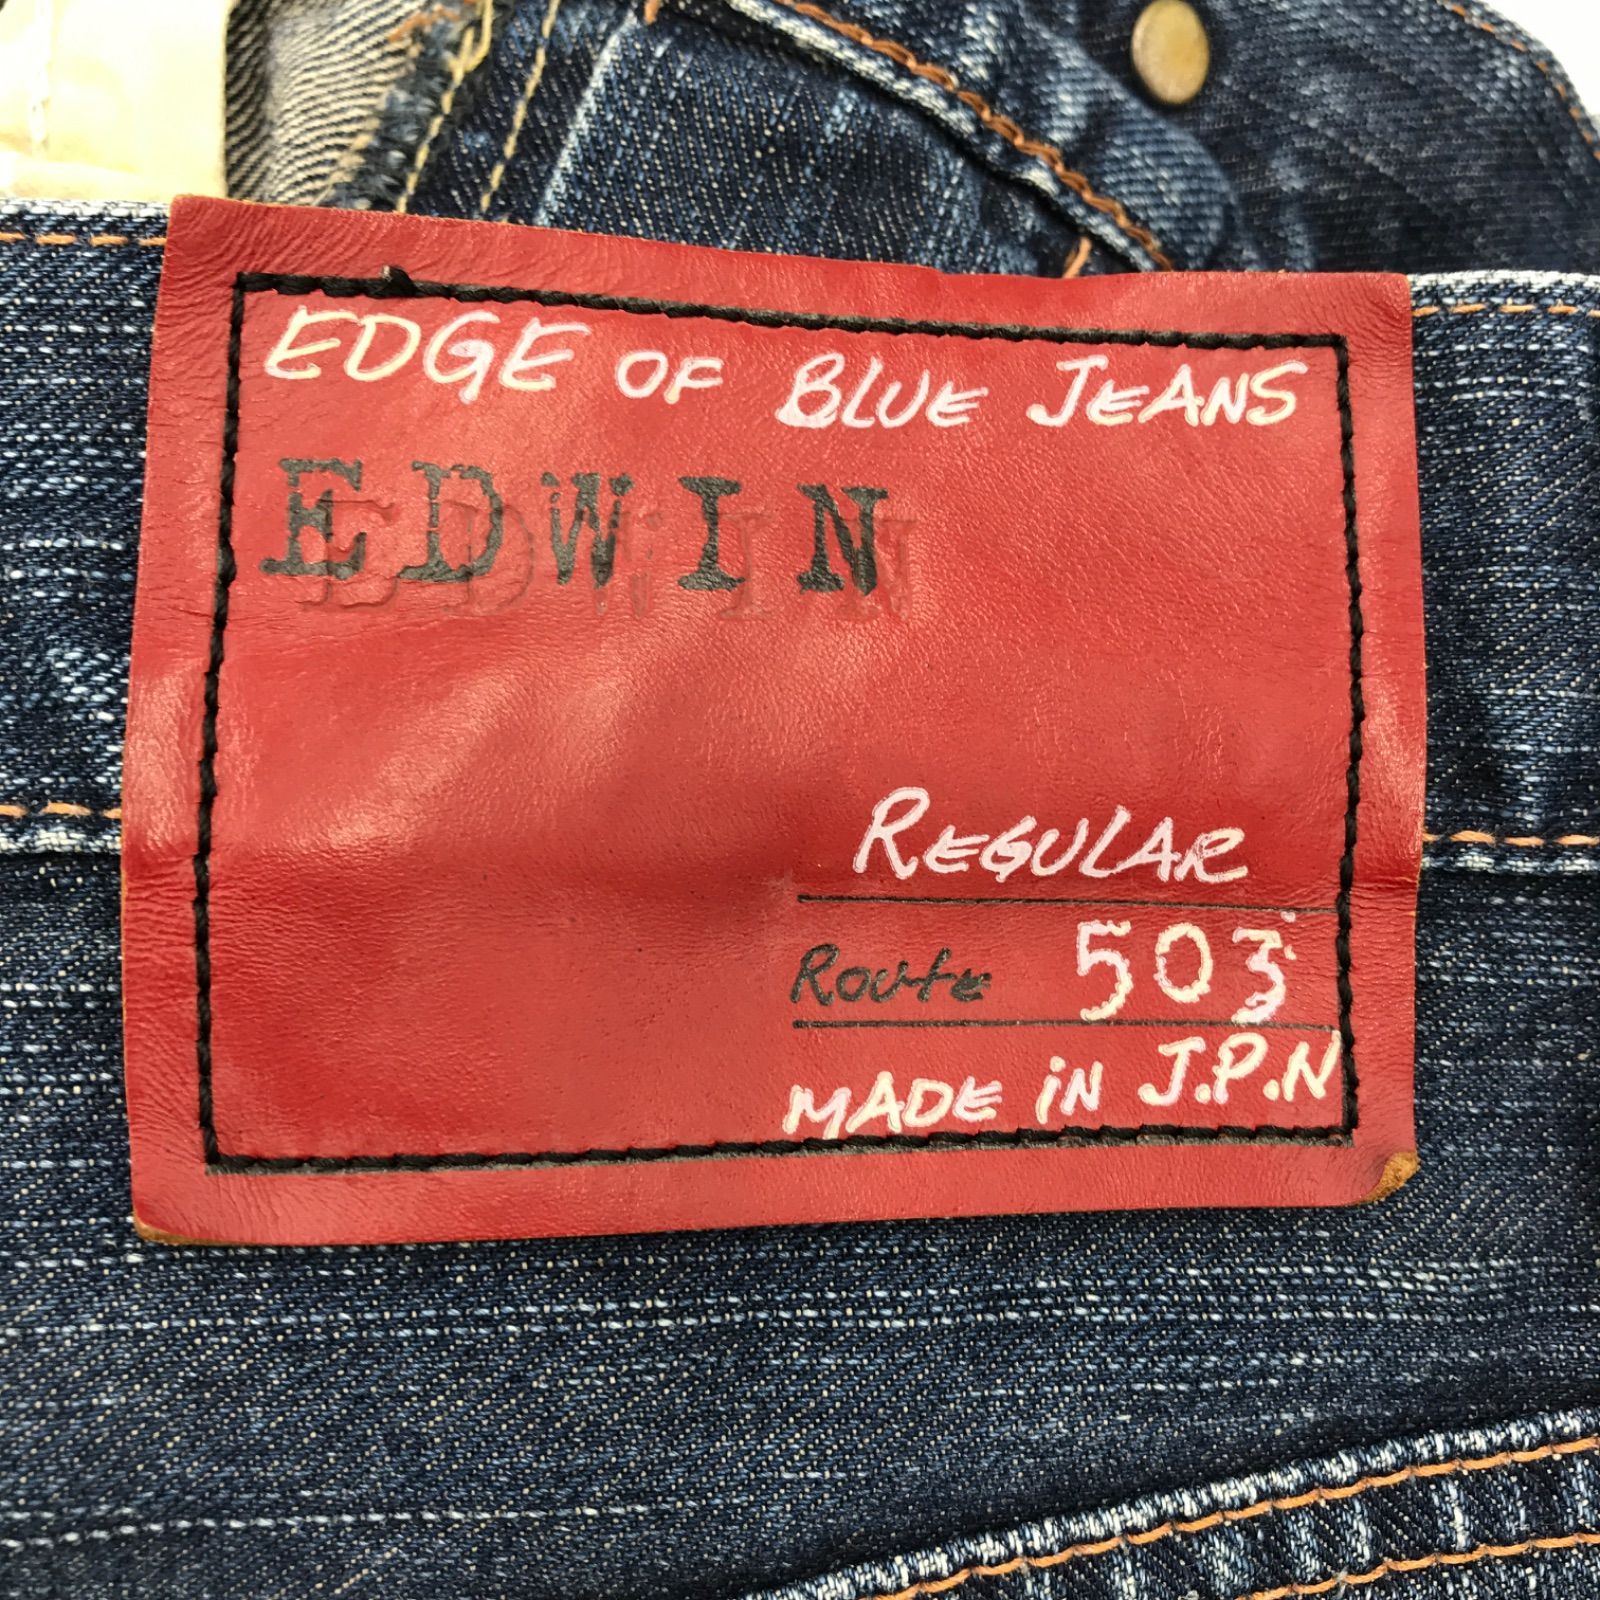 EDGE OF BLUE JEANS
EDWIN
REGULAR
Route 503
MADE iN J.P.N